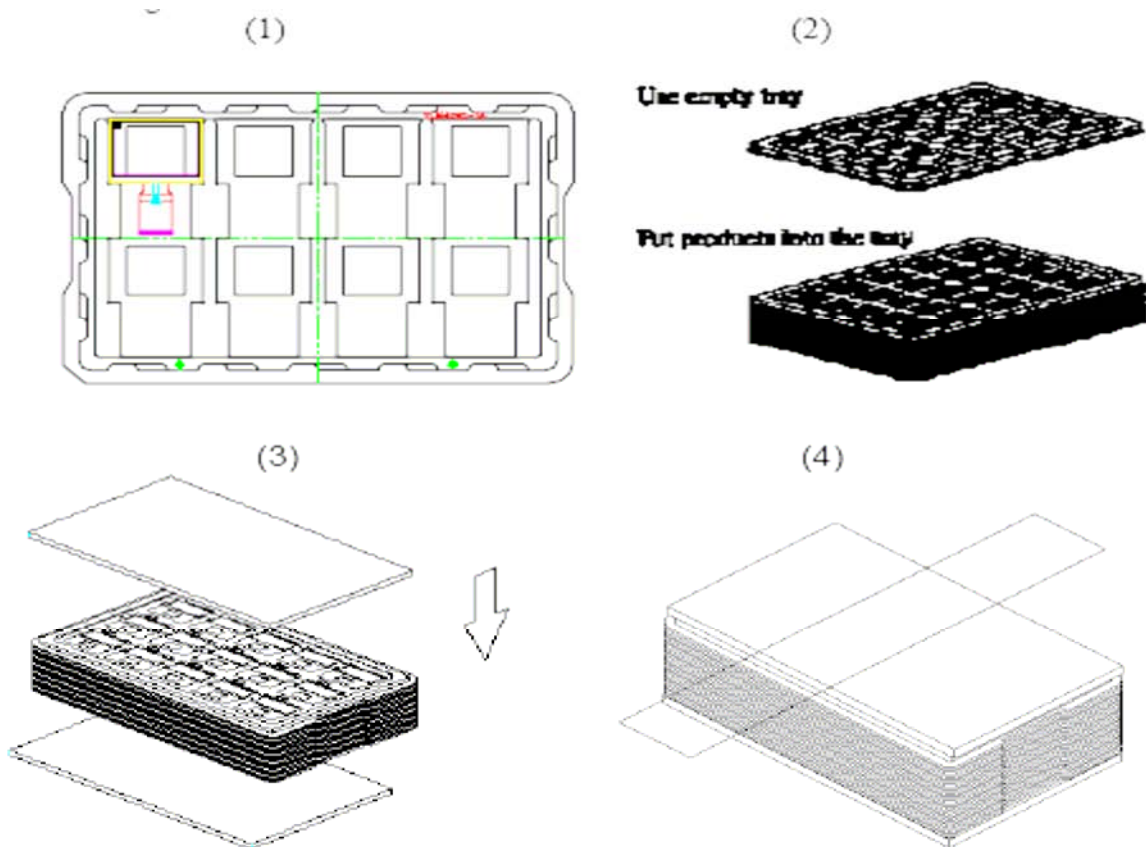 (1)
(2)
Use empty tray
Put products into the tray
(3)
(4)